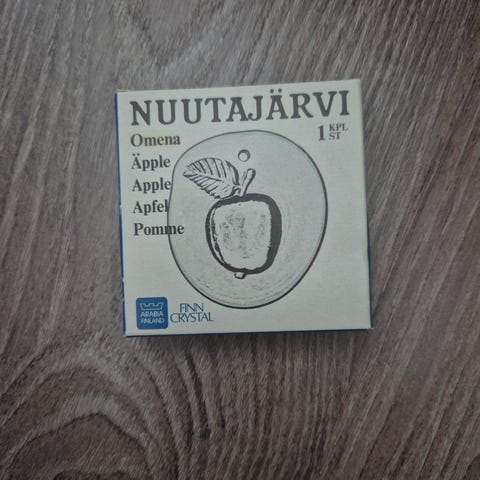 NUUTAJÄRVI
1 KPL
ST
Omena
Äpple
Apple
Apfel
Pomme
ARABIA
FINLAND
FINN
CRYSTAL